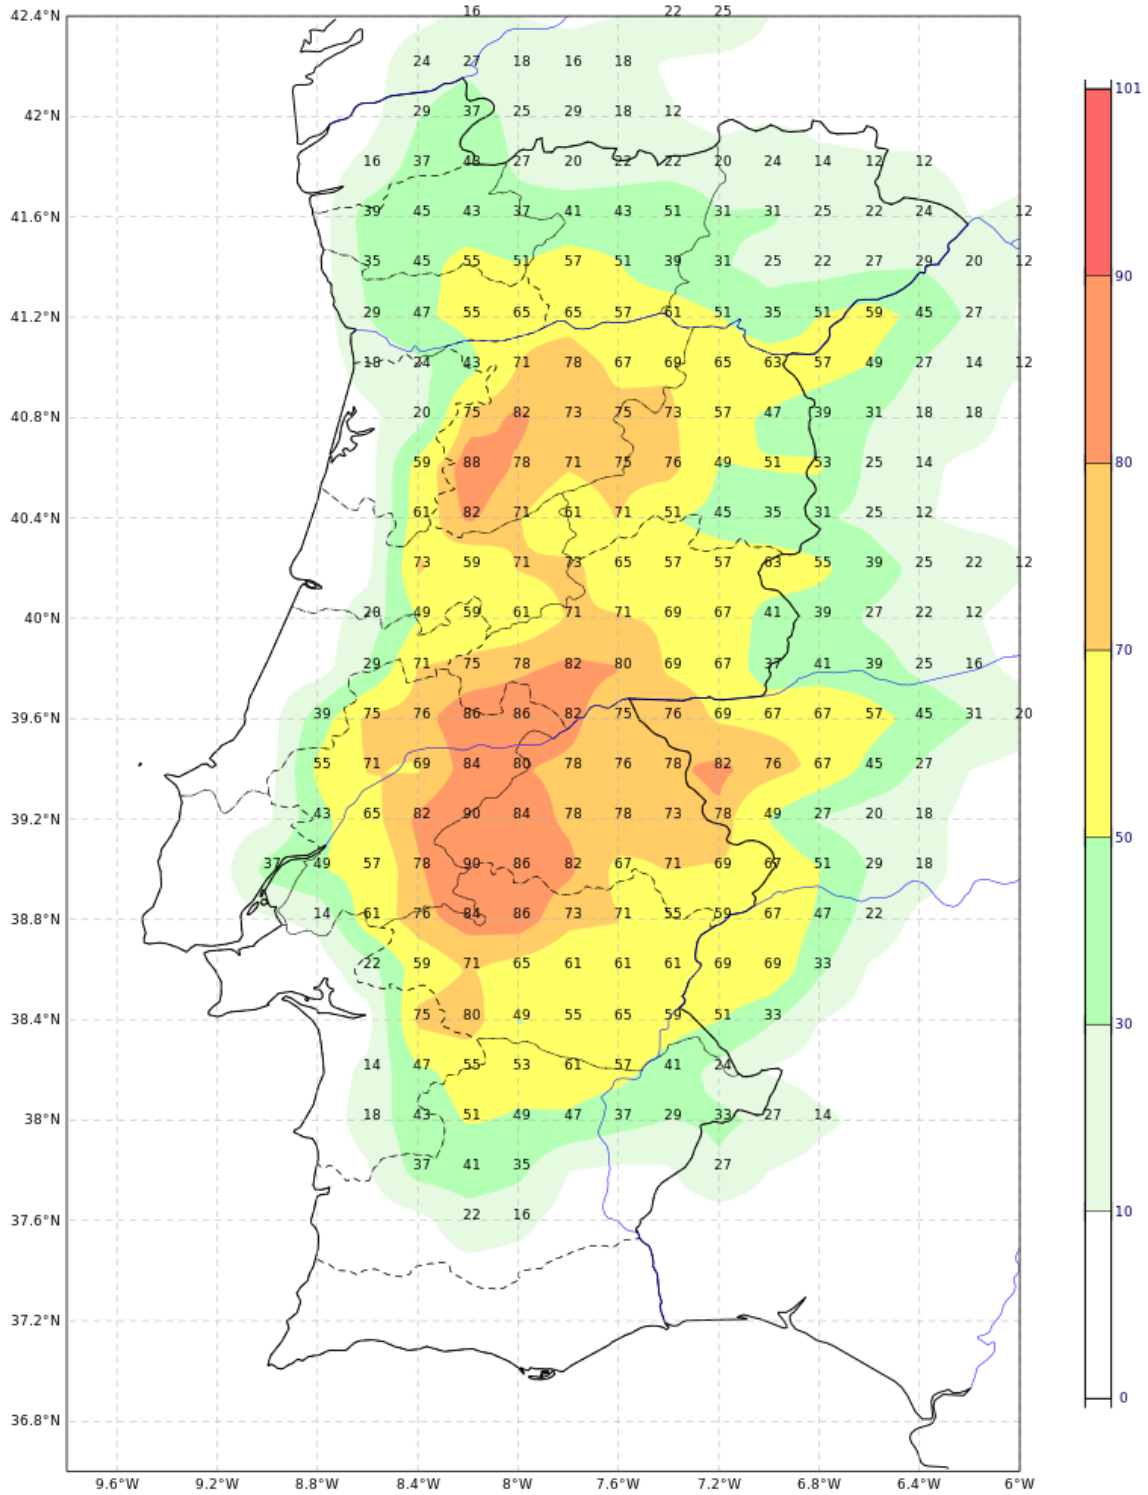 16 22 25
42.4°N
24 27 18 16 18
101
42°N 29 37 25 29 18 12
16 37 48 27 20 22 22 20 24 14 12 12
41.6°N 39 45 43 37 41 43 51 31 31 25 22 24 12
35 45 55 51 57 51 39 31 25 22 27 29 20 12
90
41.2°N 29 47 55 65 65 57 61 51 35 51 59 45 27
18 24 43 71 78 67 69 65 63 57 49 27 14 12
40.8°N 20 75 82 73 75 73 57 47 39 31 18 18
59 88 78 71 75 76 49 51 53 25 14
80
40.4°N 61 82 71 61 71 51 45 35 31 25 12
73 59 71 73 65 57 57 63 55 39 25 22 12
40°N 20 49 59 61 71 71 69 67 41 39 27 22 12
70
29 71 75 78 82 80 69 67 37 41 39 25 16
39.6°N 39 75 76 86 86 82 75 76 69 67 67 57 45 31 20
55 71 69 84 80 78 76 78 82 76 67 45 27
39.2°N 43 65 82 90 84 78 78 73 78 49 27 20 18
50
37 49 57 78 90 86 82 67 71 69 67 51 29 18
38.8°N 14 61 76 84 86 73 71 55 59 67 47 22
22 59 71 65 61 61 61 69 69 33
38.4°N 75 80 49 55 65 59 51 33
30
14 47 55 53 61 57 41 24
38°N 18 43 51 49 47 37 29 33 27 14
37 41 35 27
37.6°N 22 16
10
37.2°N
0
36.8°N
9.6°W 9.2°W 8.8°W 8.4°W 8°W 7.6°W 7.2°W 6.8°W 6.4°W 6°W